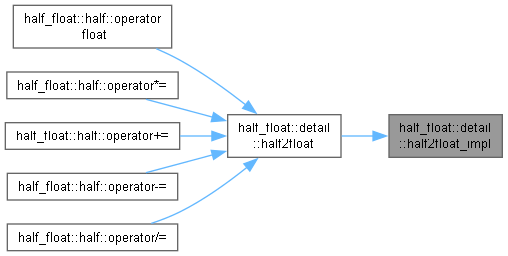 half_float::half::operator
float
half_float::half::operator*=
half_float::half::operator+=
half_float::half::operator-=
half_float::half::operator/=
half_float::detail
::half2float
half_float::detail
::half2float_impl